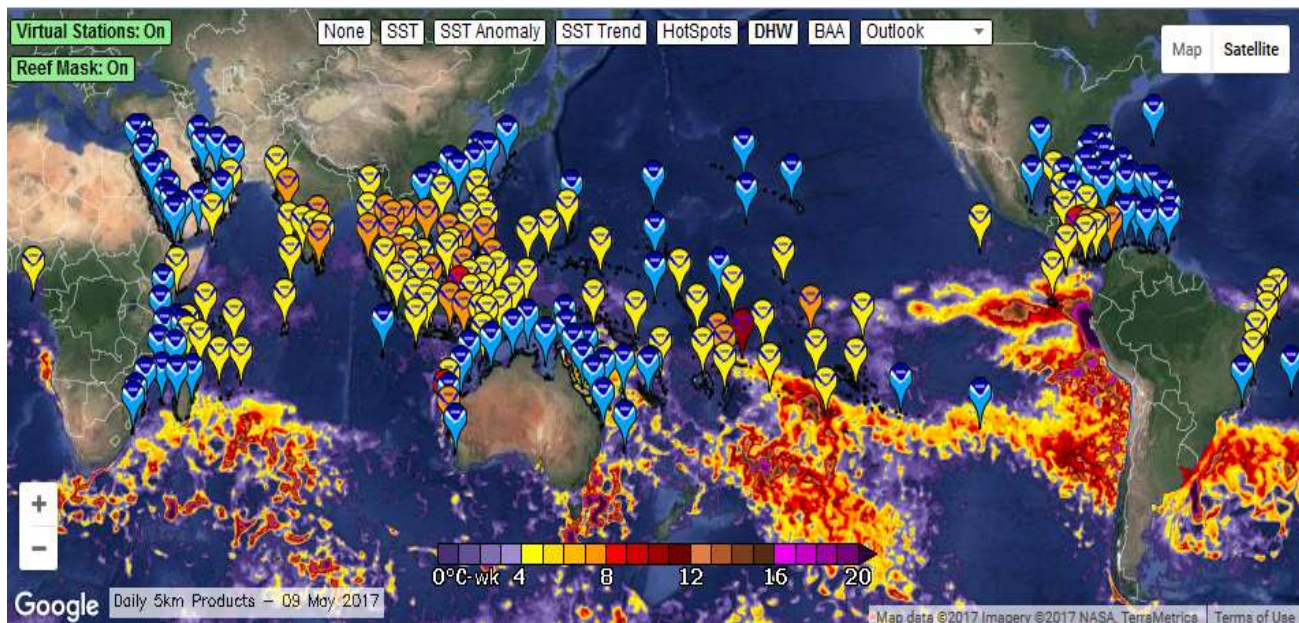 Virtual Stations: On
None SST SST Anomaly SST Trend HotSpots DHW BAA Outlook
Map Satellite
Reef Mask: On
+
−
0°C-wk 4 8 12 16 20
Google Daily 5km Products – 09 May 2017
Map data ©2017 Imagery ©2017 NASA, TerraMetrics Terms of Use